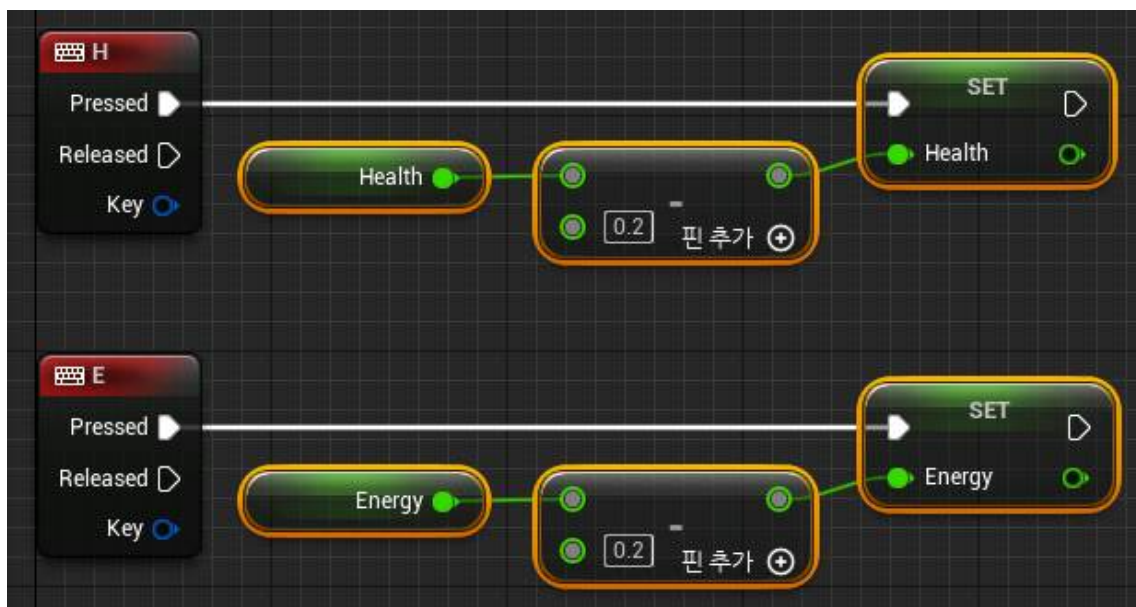 H
Pressed
Released
Key
Health
-
0.2
핀 추가
SET
Health
E
Pressed
Released
Key
Energy
-
0.2
핀 추가
SET
Energy